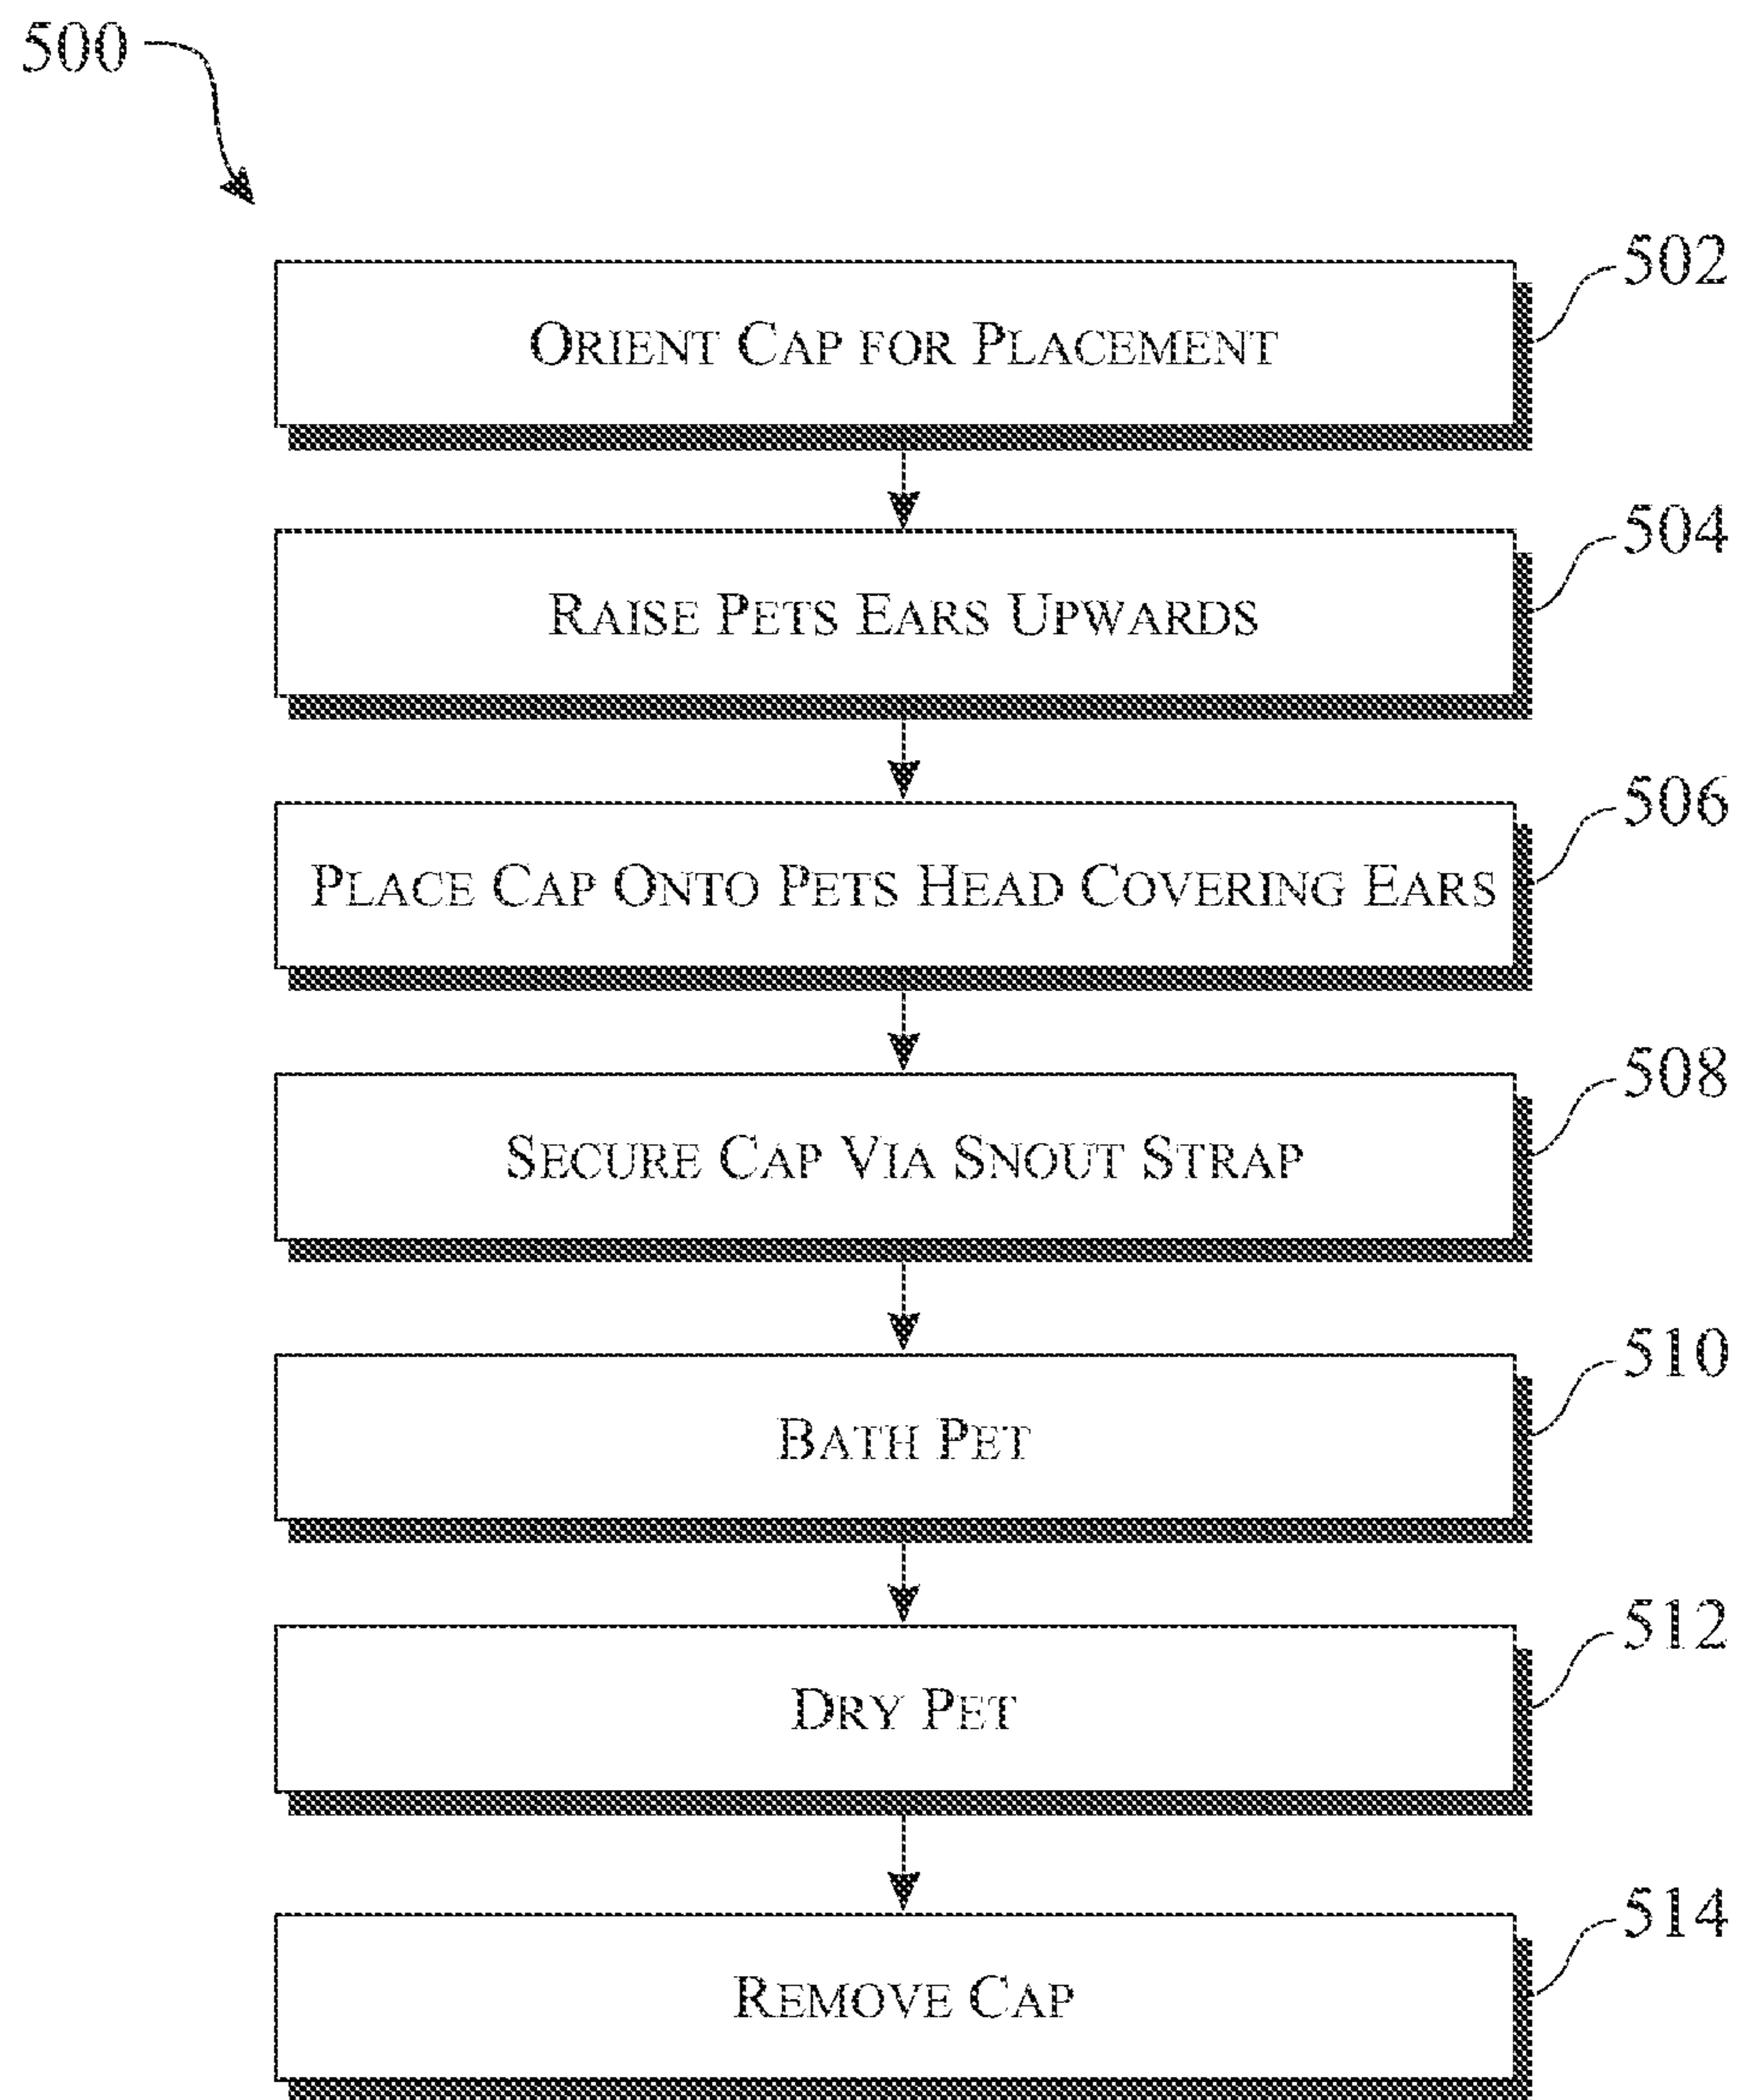 500
502
ORIENT CAP FOR PLACEMENT
504
RAISE PETS EARS UPWARDS
506
PLACE CAP ONTO PETS HEAD COVERING EARS
508
SECURE CAP VIA SNOUT STRAP
510
BATH PET
512
DRY PET
514
REMOVE CAP